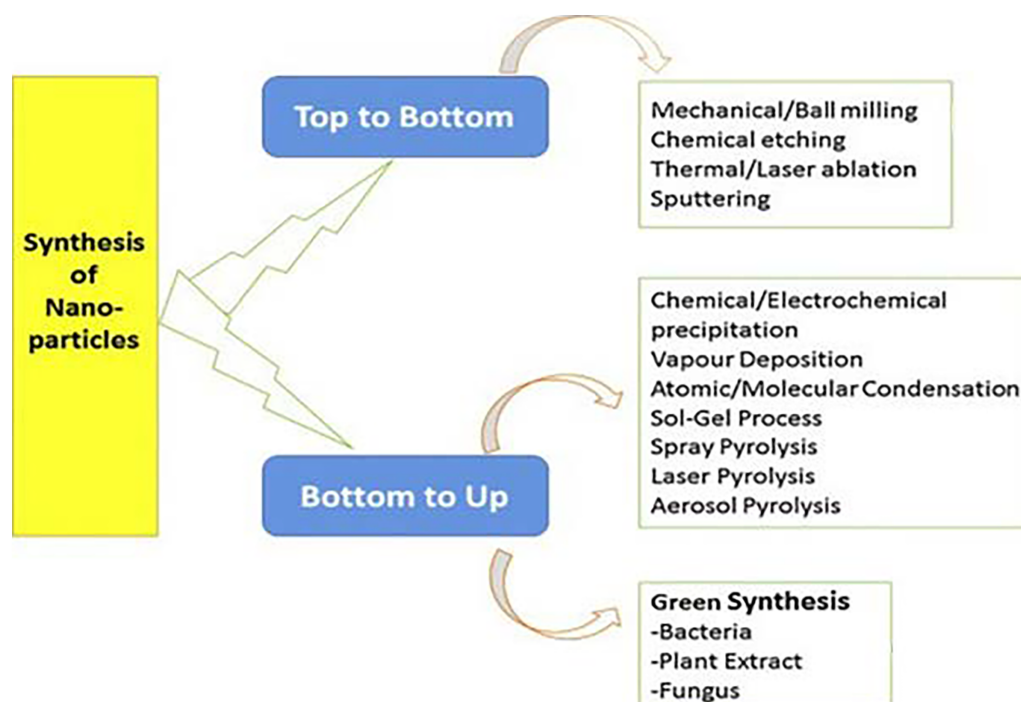 Synthesis
of
Nano-
particles
Top to Bottom
Mechanical/Ball milling
Chemical etching
Thermal/Laser ablation
Sputtering
Bottom to Up
Chemical/Electrochemical
precipitation
Vapour Deposition
Atomic/Molecular Condensation
Sol-Gel Process
Spray Pyrolysis
Laser Pyrolysis
Aerosol Pyrolysis
Green Synthesis
-Bacteria
-Plant Extract
-Fungus